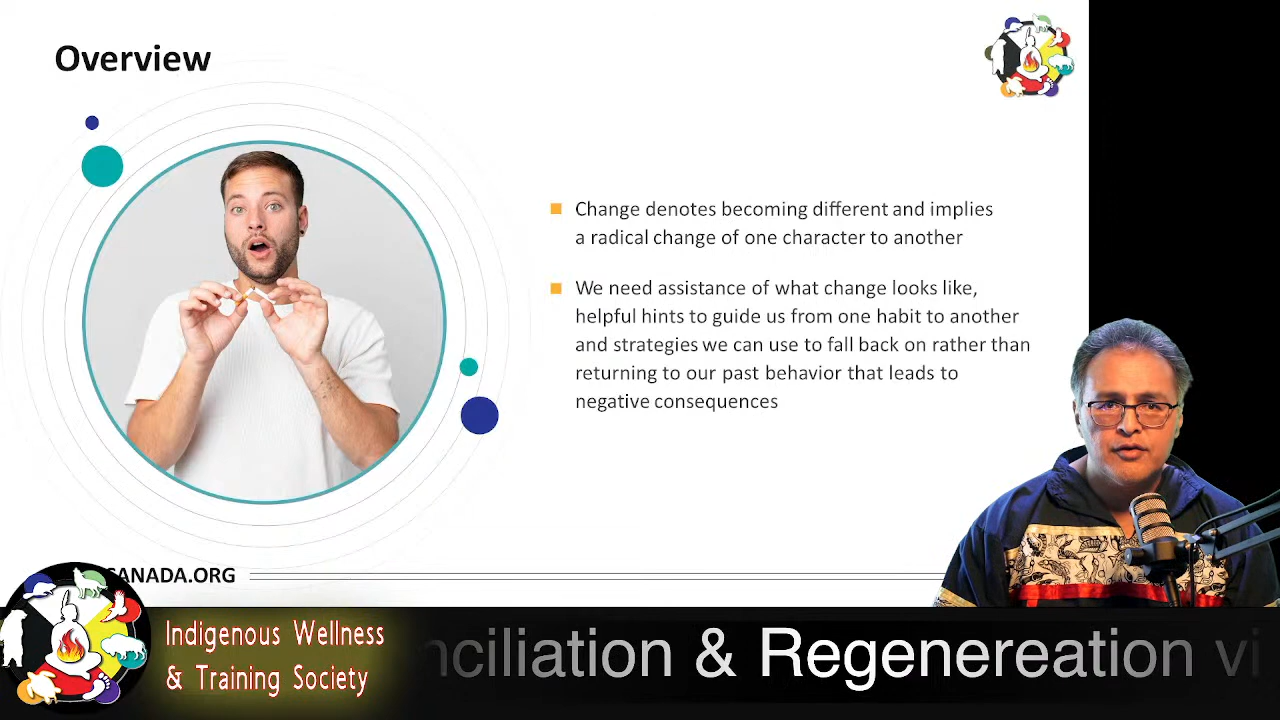 Overview
Change denotes becoming different and implies
a radical change of one character to another
We need assistance of what change looks like,
helpful hints to guide us from one habit to another
and strategies we can use to fall back on rather than
returning to our past behavior that leads to
negative consequences
CANADA.ORG
Indigenous Wellness
& Training Society
nciliation & Regenereation vi